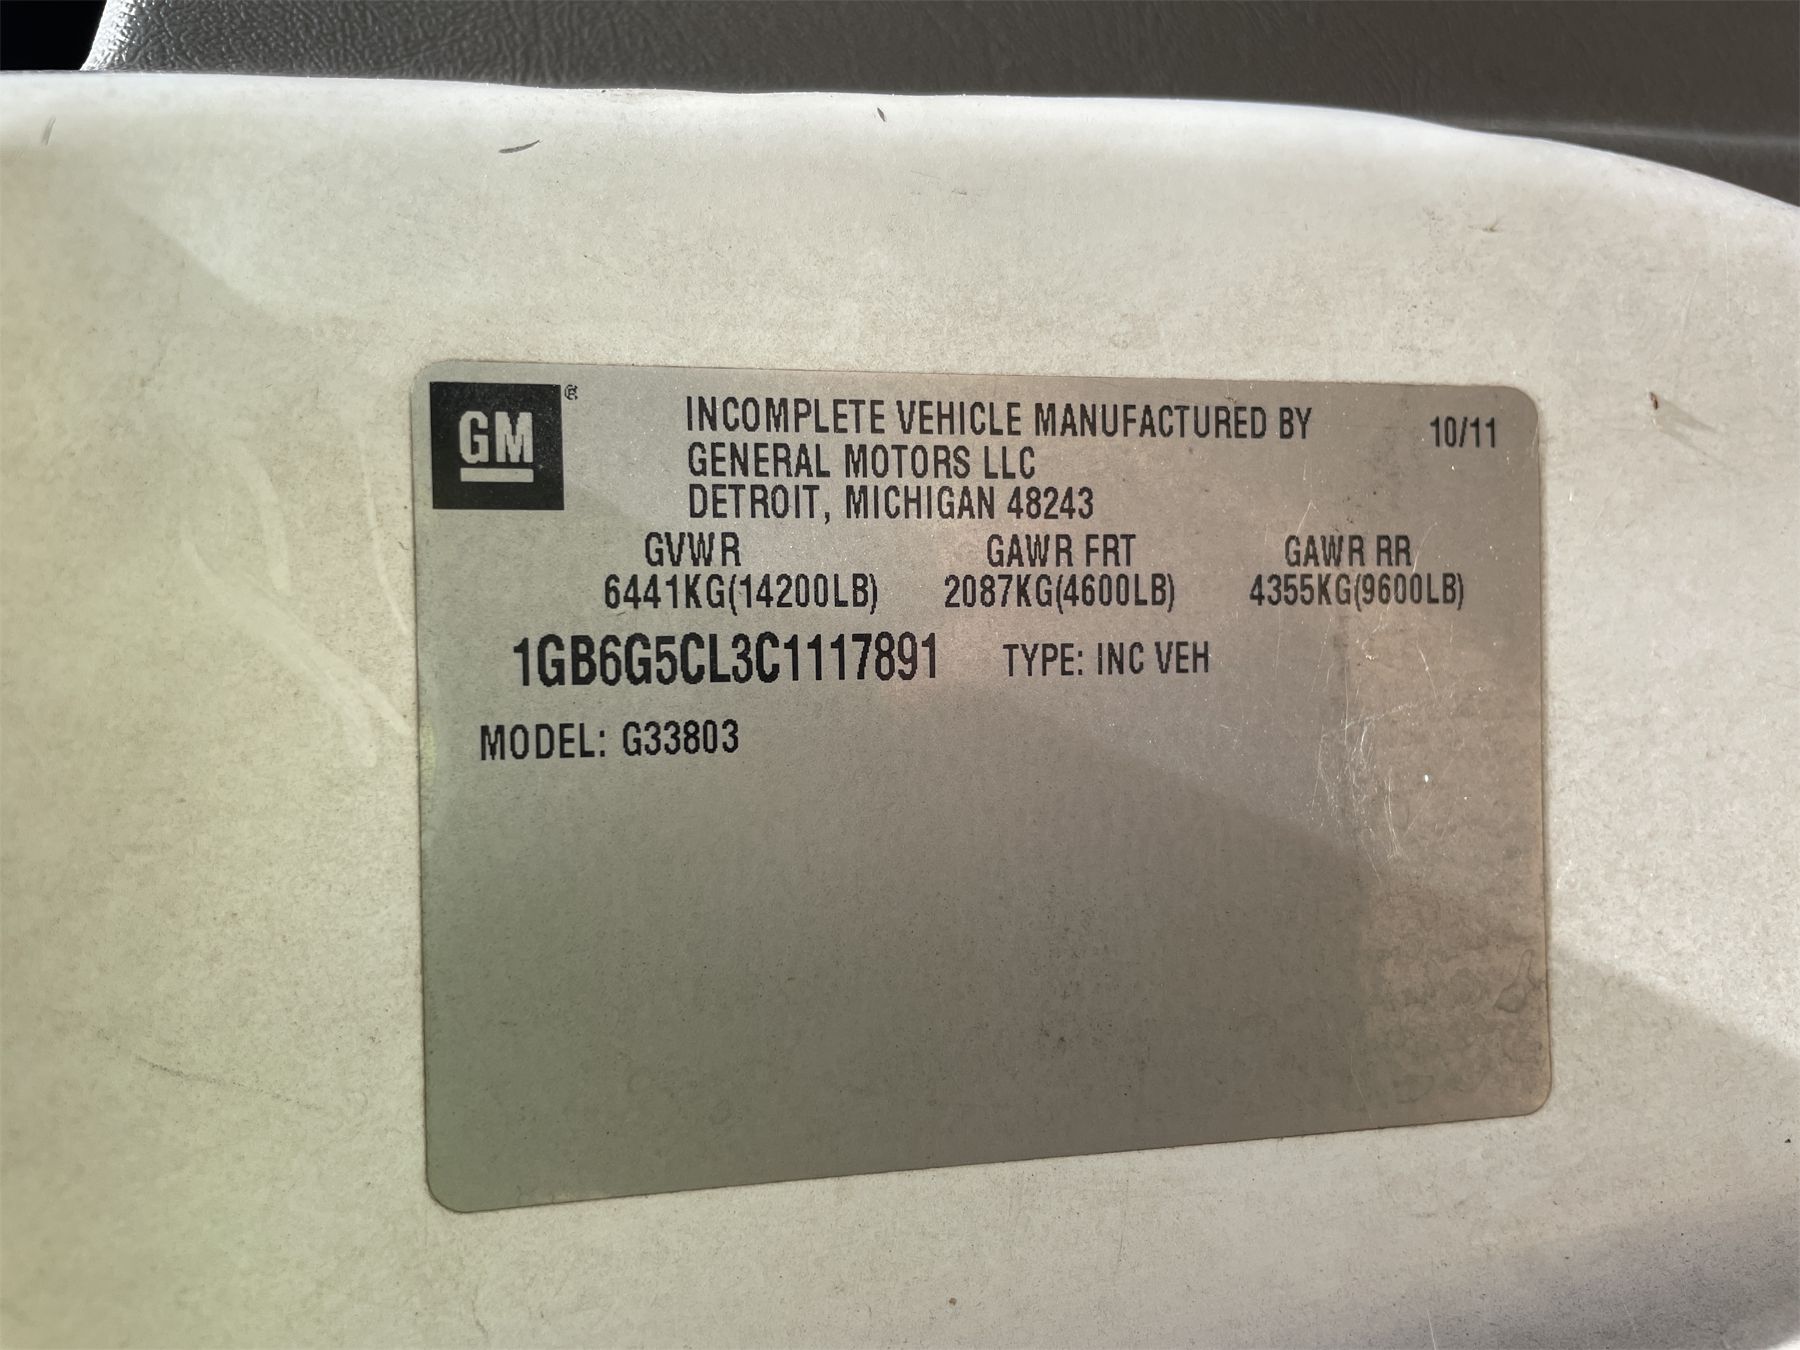 GM®
INCOMPLETE VEHICLE MANUFACTURED BY 10/11
GENERAL MOTORS LLC
DETROIT, MICHIGAN 48243
GVWR GAWR FRT GAWR RR
6441KG(14200LB) 2087KG(4600LB) 4355KG(9600LB)
1GB6G5CL3C1117891 TYPE: INC VEH
MODEL: G33803